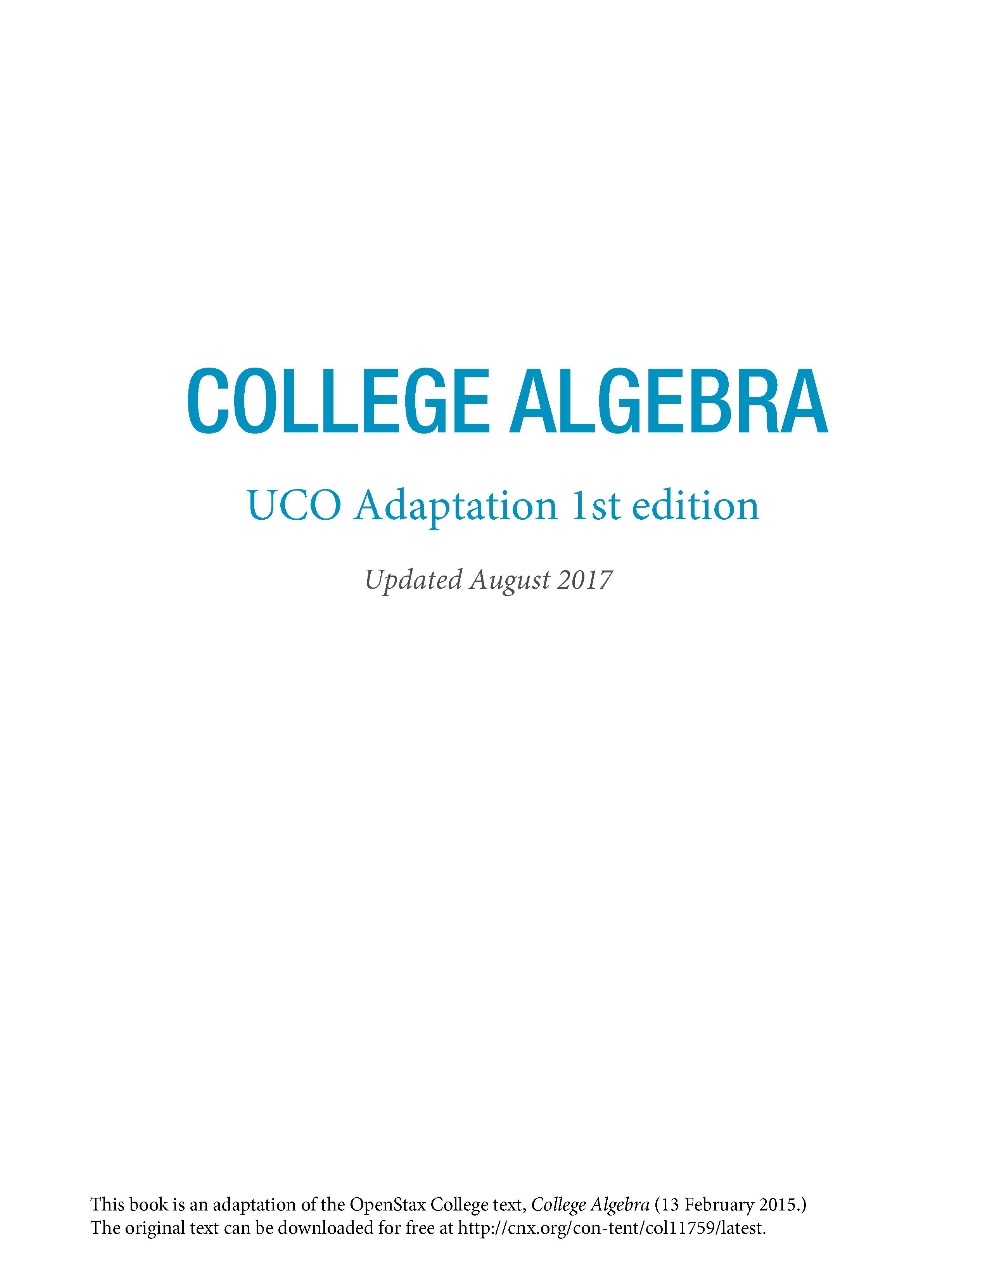 COLLEGE ALGEBRA
UCO Adaptation 1st edition
Updated August 2017
This book is an adaptation of the OpenStax College text, College Algebra (13 February 2015.)
The original text can be downloaded for free at http://cnx.org/con-tent/col11759/latest.